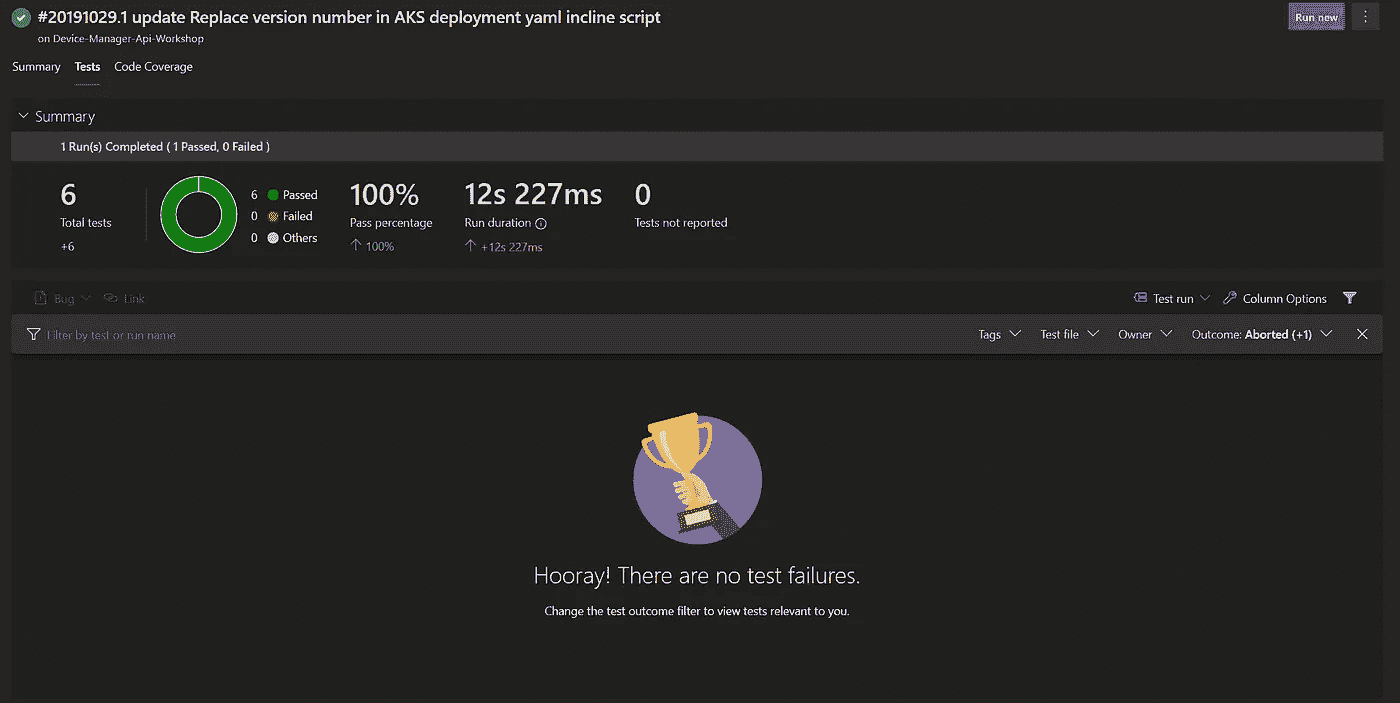 #20191029.1 update Replace version number in AKS deployment yaml incline script
Run new
on Device-Manager-Api-Workshop
Summary Tests Code Coverage
Summary
1 Run(s) Completed ( 1 Passed, 0 Failed )
6
Total tests
+6
6 Passed
0 Failed
0 Others
100%
Pass percentage
100%
12s 227ms
Run duration
+12s 227ms
0
Tests not reported
Bug Link Test run Column Options
Filter by test or run name Tags Test file Owner Outcome: Aborted (+1)
Hooray! There are no test failures.
Change the test outcome filter to view tests relevant to you.